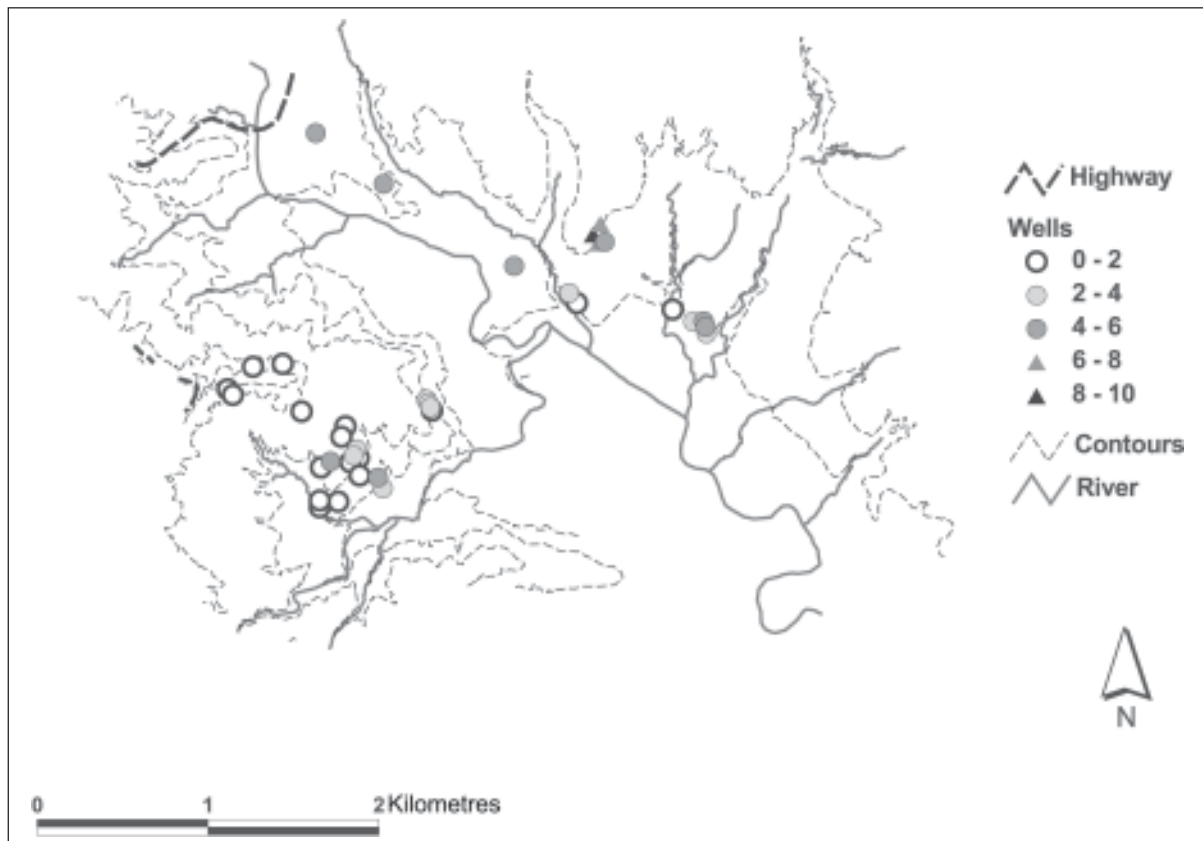 Highway
Wells
0 - 2
2 - 4
4 - 6
6 - 8
8 - 10
Contours
River
N
0 1 2 Kilometres